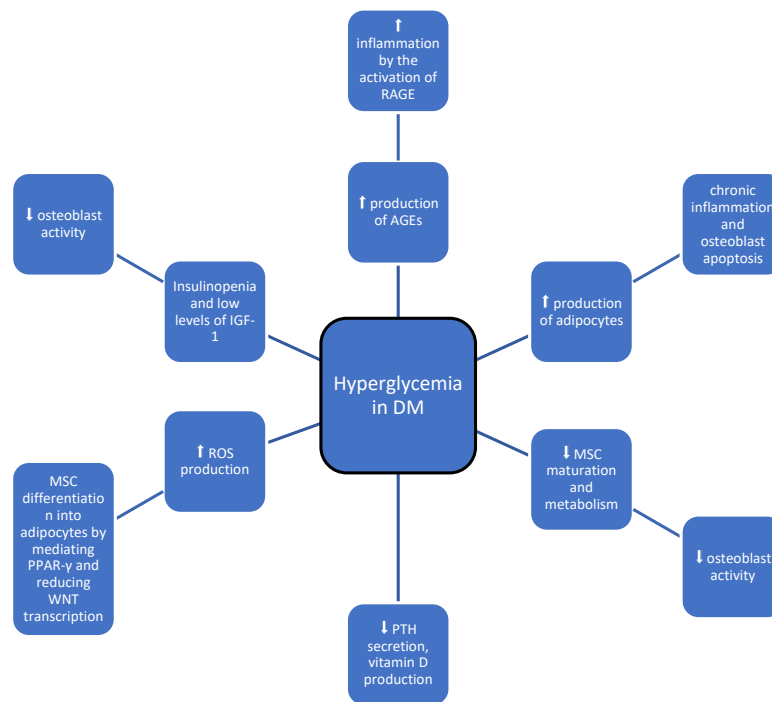 ⬆
inflammation
by the
activation of
RAGE
⬆ production
of AGEs
chronic
inflammation
and
osteoblast
apoptosis
⬆ production
of adipocytes
⬇ osteoblast
activity
Insulinopenia
and low
levels of IGF-
1
Hyperglycemia
in DM
⬆ ROS
production
MSC
differentiatio
n into
adipocytes by
mediating
PPAR-γ and
reducing
WNT
transcription
⬇ MSC
maturation
and
metabolism
⬇ osteoblast
activity
⬇ PTH
secretion,
vitamin D
production